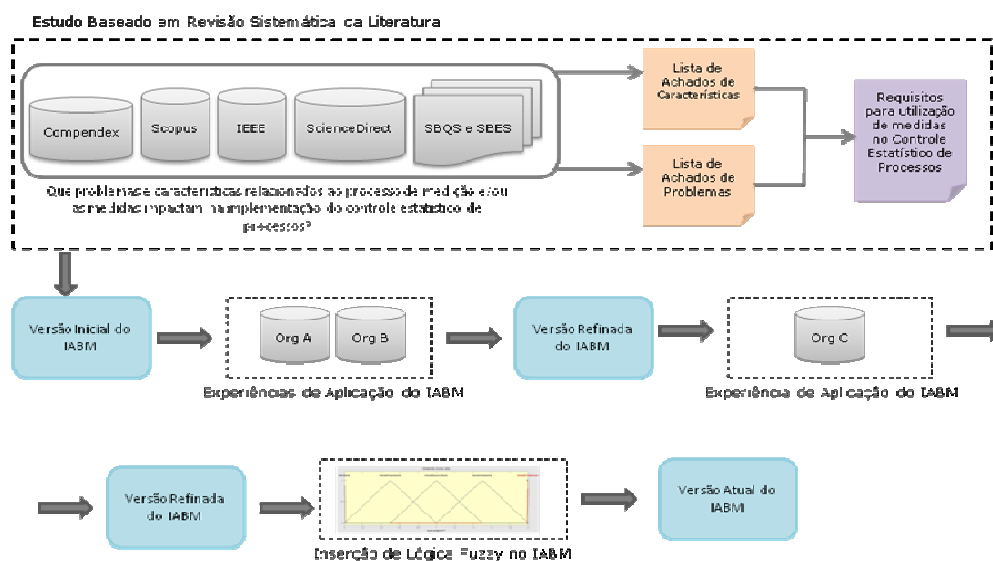 Estudo Baseado em Revisão Sistemática da Literatura
Compendex
Scopus
IEEE
ScienceDirect
SBQS e SBES
Que problemas e características relacionados ao processo de medição e/ou
as medidas impactam na implementação do controle estatístico de
processos?
Lista de
Achados de
Características
Lista de
Achados de
Problemas
Requisitos
para utilização
de medidas
no Controle
Estatístico de
Processos
Versão Inicial do
IABM
Org A
Org B
Experiências de Aplicação do IABM
Versão Refinada
do IABM
Org C
Experiência de Aplicação do IABM
Versão Refinada
do IABM
Inserção de Lógica Fuzzy no IABM
Versão Atual do
IABM